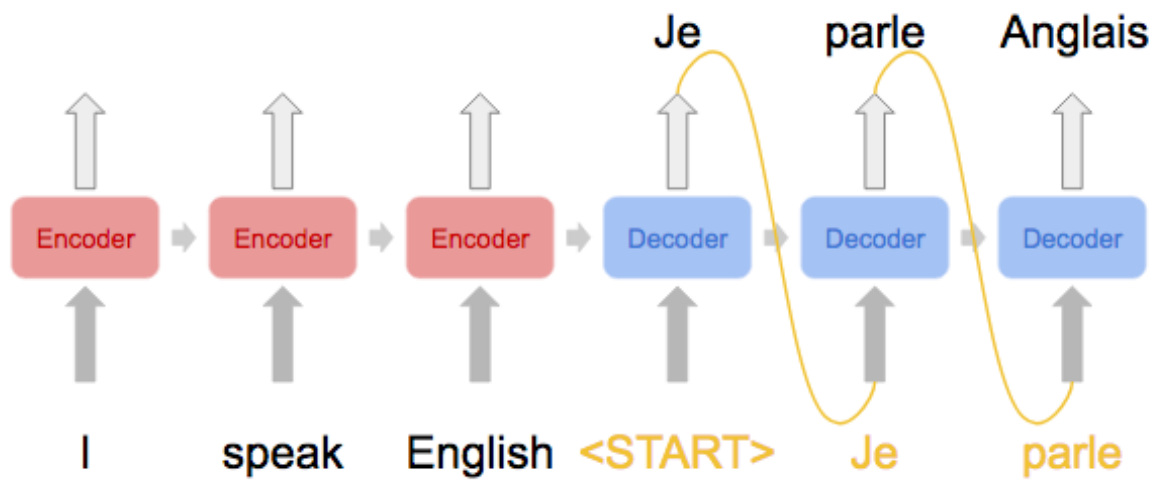 Je parle Anglais
Encoder Encoder Encoder Decoder Decoder Decoder
I speak English <START> Je parle